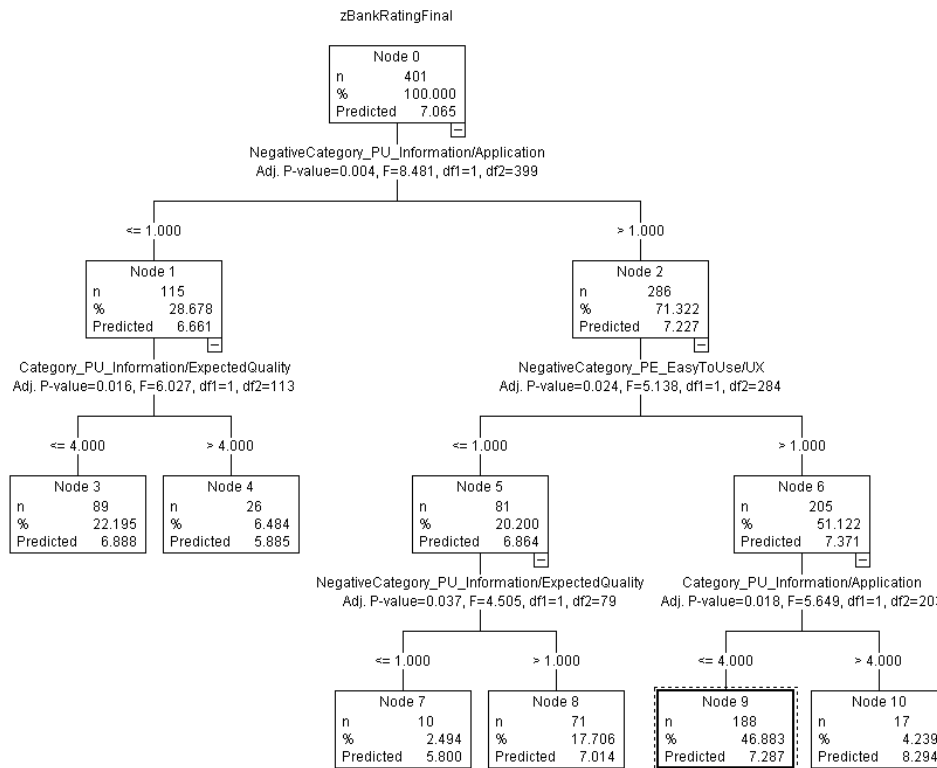 zBankRatingFinal
Node 0
n 401
% 100.000
Predicted 7.065
NegativeCategory_PU_Information/Application
Adj. P-value=0.004, F=8.481, df1=1, df2=399
<= 1.000
> 1.000
Node 1
n 115
% 28.678
Predicted 6.661
Node 2
n 286
% 71.322
Predicted 7.227
Category_PU_Information/ExpectedQuality
Adj. P-value=0.016, F=6.027, df1=1, df2=113
NegativeCategory_PE_EasyToUse/UX
Adj. P-value=0.024, F=5.138, df1=1, df2=284
<= 4.000
> 4.000
<= 1.000
> 1.000
Node 3
n 89
% 22.195
Predicted 6.888
Node 4
n 26
% 6.484
Predicted 5.885
Node 5
n 81
% 20.200
Predicted 6.864
Node 6
n 205
% 51.122
Predicted 7.371
NegativeCategory_PU_Information/ExpectedQuality
Adj. P-value=0.037, F=4.505, df1=1, df2=79
Category_PU_Information/Application
Adj. P-value=0.018, F=5.649, df1=1, df2=203
<= 1.000
> 1.000
<= 4.000
> 4.000
Node 7
n 10
% 2.494
Predicted 5.800
Node 8
n 71
% 17.706
Predicted 7.014
Node 9
n 188
% 46.883
Predicted 7.287
Node 10
n 17
% 4.239
Predicted 8.294